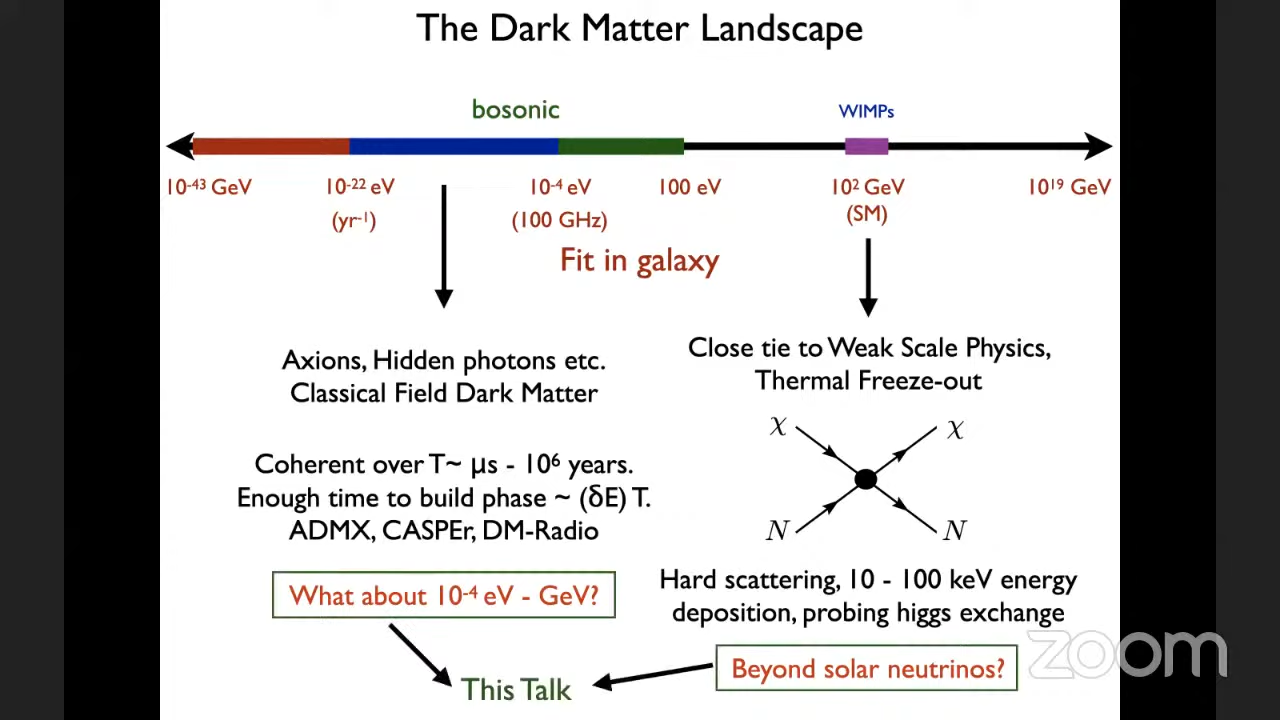 The Dark Matter Landscape
bosonic
WIMPs
10⁻⁴³ GeV
10⁻²² eV
10⁻⁴ eV
100 eV
10² GeV
10¹⁹ GeV
(yr⁻¹)
(100 GHz)
(SM)
Fit in galaxy
Axions, Hidden photons etc.
Classical Field Dark Matter
Coherent over T~ μs - 10⁶ years.
Enough time to build phase ~ (δE) T.
ADMX, CASPEr, DM-Radio
What about 10⁻⁴ eV - GeV?
Close tie to Weak Scale Physics,
Thermal Freeze-out
χ χ
N N
Hard scattering, 10 - 100 keV energy
deposition, probing higgs exchange
Beyond solar neutrinos?
This Talk
zoom